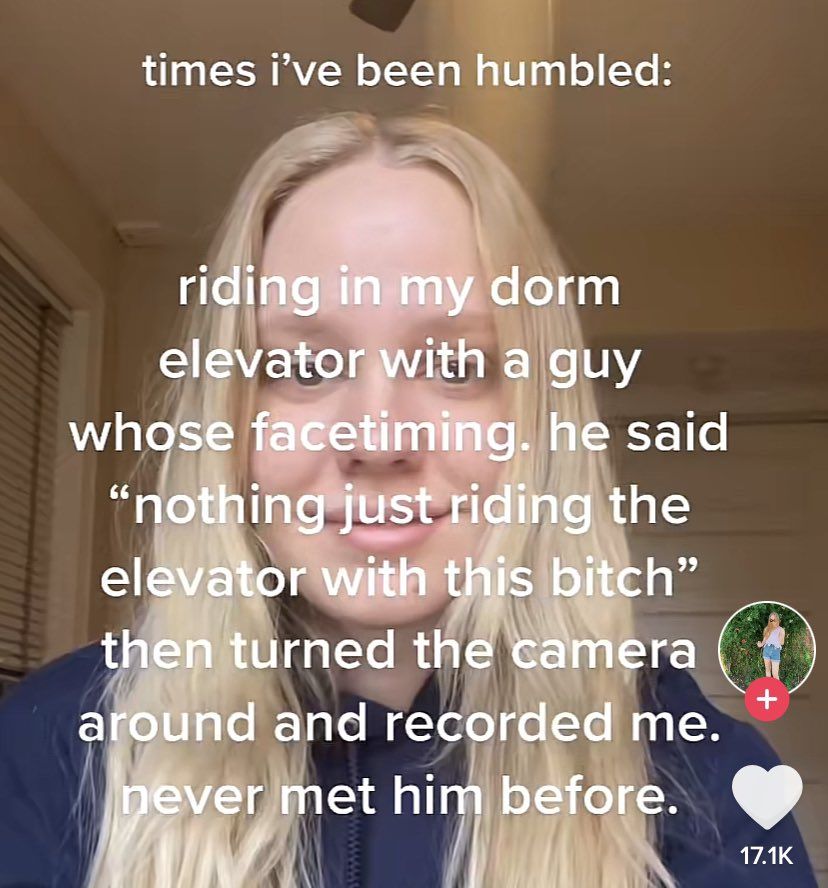 times i’ve been humbled:
riding in my dorm
elevator with a guy
whose facetiming. he said
“nothing just riding the
elevator with this bitch”
then turned the camera
around and recorded me.
never met him before.
17.1K